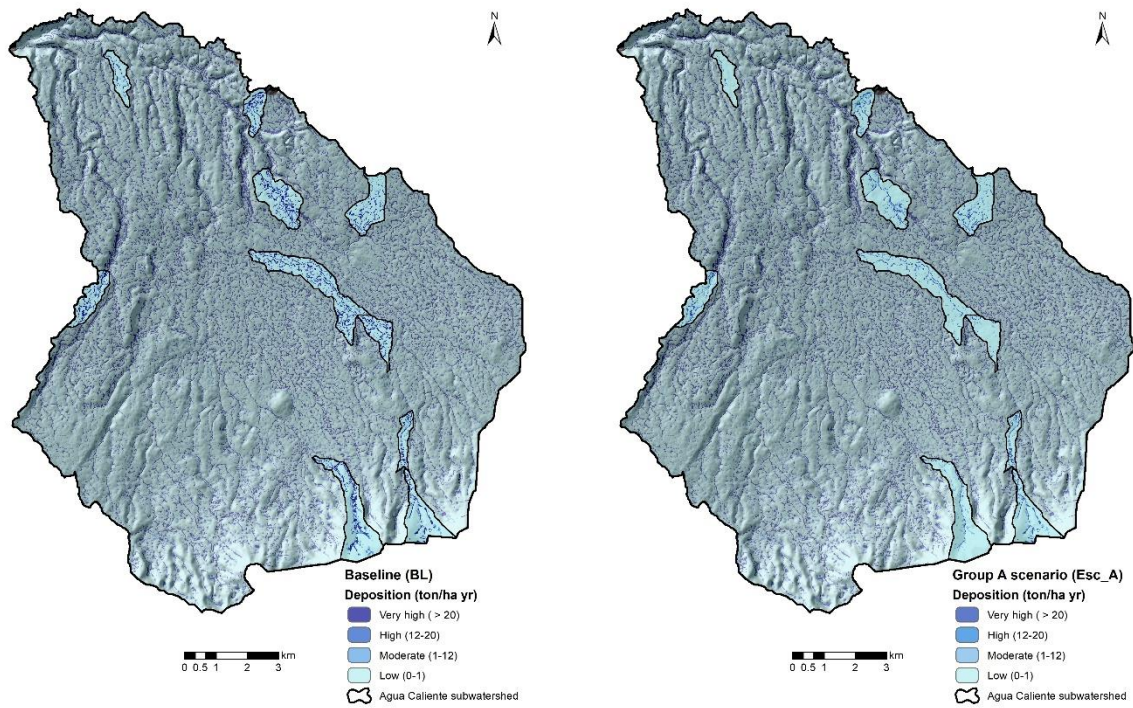 N
Baseline (BL)
Deposition (ton/ha yr)
Very high ( > 20)
High (12-20)
Moderate (1-12)
Low (0-1)
Agua Caliente subwatershed
km
0 0.5 1 2 3
N
Group A scenario (Esc_A)
Deposition (ton/ha yr)
Very high (> 20)
High (12-20)
Moderate (1-12)
Low (0-1)
Agua Caliente subwatershed
km
0 0.5 1 2 3